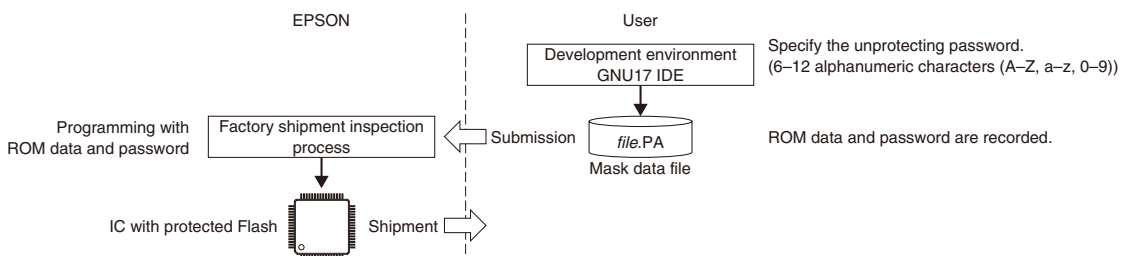 EPSON
User
Development environment
GNU17 IDE
Specify the unprotecting password.
(6–12 alphanumeric characters (A–Z, a–z, 0–9))
Programming with
ROM data and password
Factory shipment inspection
process
Submission
file.PA
Mask data file
ROM data and password are recorded.
IC with protected Flash
Shipment